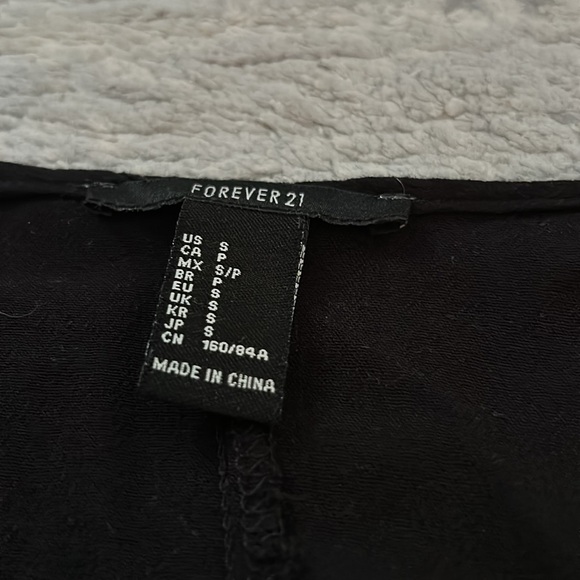 FOREVER 21
US S
CA P
MX S/P
BR P
EU S
UK S
KR S
JP S
CN 160/84A
MADE IN CHINA